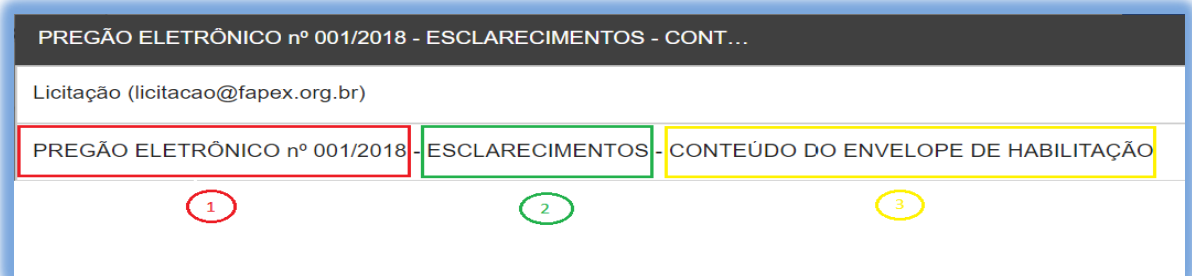 PREGÃO ELETRÔNICO nº 001/2018 - ESCLARECIMENTOS - CONT...
Licitação (licitacao@fapex.org.br)
PREGÃO ELETRÔNICO nº 001/2018 - ESCLARECIMENTOS - CONTEÚDO DO ENVELOPE DE HABILITAÇÃO
1 2 3